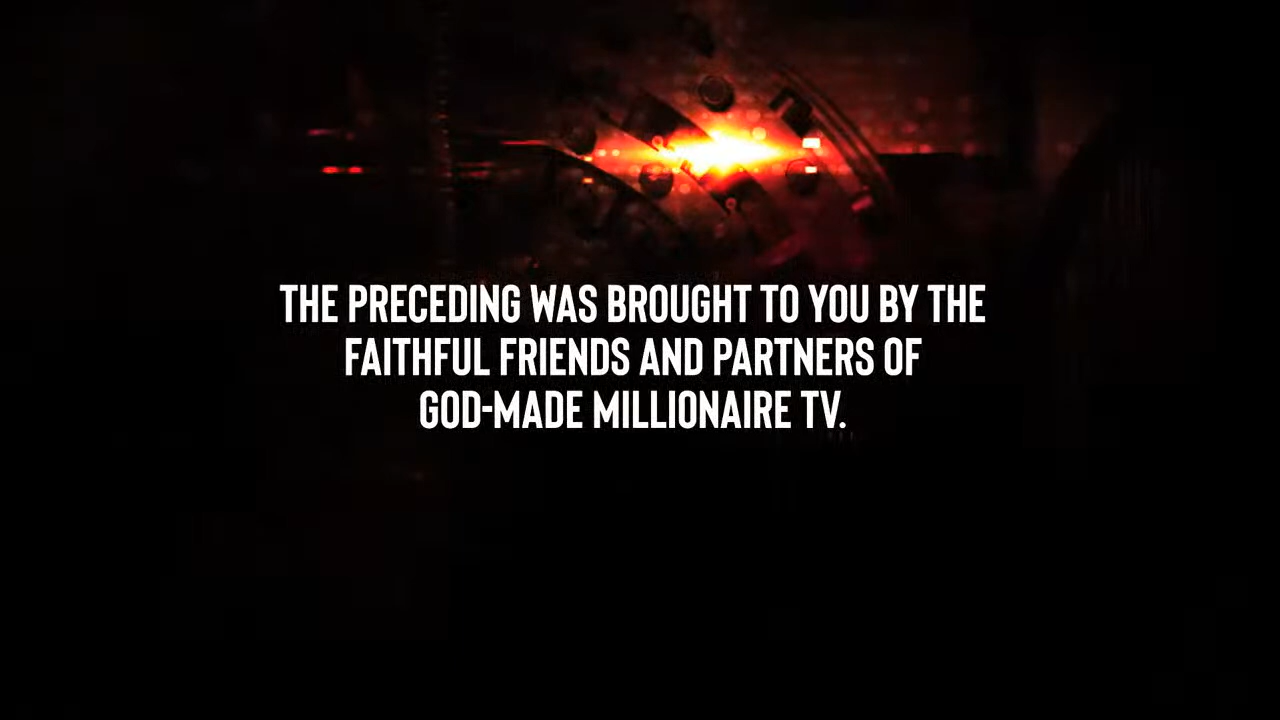 THE PRECEDING WAS BROUGHT TO YOU BY THE
FAITHFUL FRIENDS AND PARTNERS OF
GOD-MADE MILLIONAIRE TV.